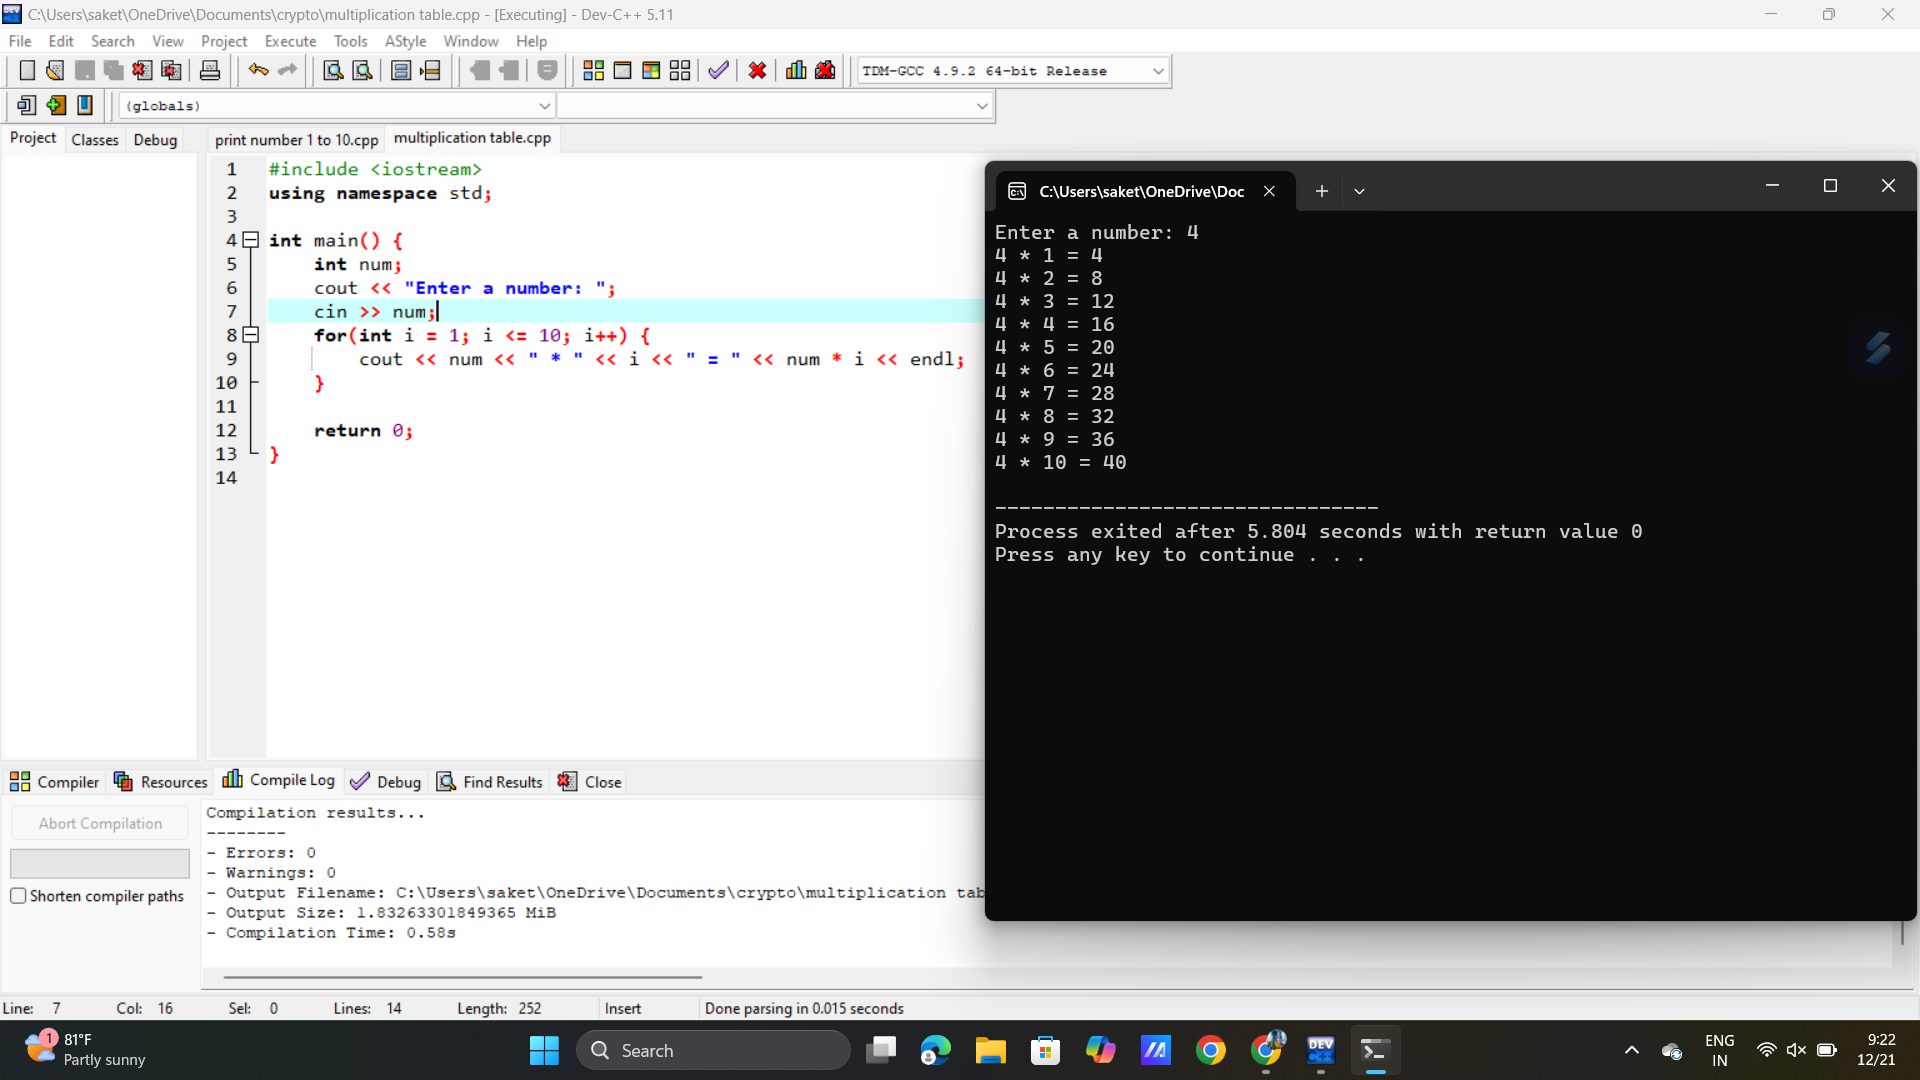 C:\Users\saket\OneDrive\Documents\crypto\multiplication table.cpp - [Executing] - Dev-C++ 5.11
File Edit Search View Project Execute Tools AStyle Window Help
TDM-GCC 4.9.2 64-bit Release
(globals)
Project Classes Debug
print number 1 to 10.cpp multiplication table.cpp
1 #include <iostream>
2 using namespace std;
3
4 int main() {
5 int num;
6 cout << "Enter a number: ";
7 cin >> num;
8 for(int i = 1; i <= 10; i++) {
9 cout << num << " * " << i << " = " << num * i << endl;
10 }
11
12 return 0;
13 }
14
C:\Users\saket\OneDrive\Doc
Enter a number: 4
4 * 1 = 4
4 * 2 = 8
4 * 3 = 12
4 * 4 = 16
4 * 5 = 20
4 * 6 = 24
4 * 7 = 28
4 * 8 = 32
4 * 9 = 36
4 * 10 = 40
--------------------------------
Process exited after 5.804 seconds with return value 0
Press any key to continue . . .
Compiler Resources Compile Log Debug Find Results Close
Abort Compilation
Shorten compiler paths
Compilation results...
--------
- Errors: 0
- Warnings: 0
- Output Filename: C:\Users\saket\OneDrive\Documents\crypto\multiplication tab
- Output Size: 1.83263301849365 MiB
- Compilation Time: 0.58s
Line: 7 Col: 16 Sel: 0 Lines: 14 Length: 252 Insert Done parsing in 0.015 seconds
1
81°F
Partly sunny
Search
DEV
ENG
IN
9:22
12/21